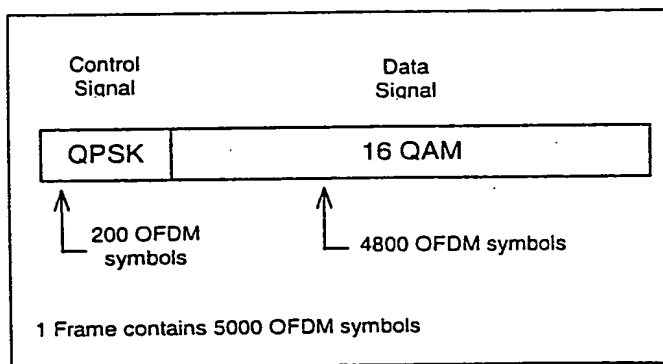 Control
Signal
Data
Signal
QPSK
16 QAM
200 OFDM
symbols
4800 OFDM symbols
1 Frame contains 5000 OFDM symbols